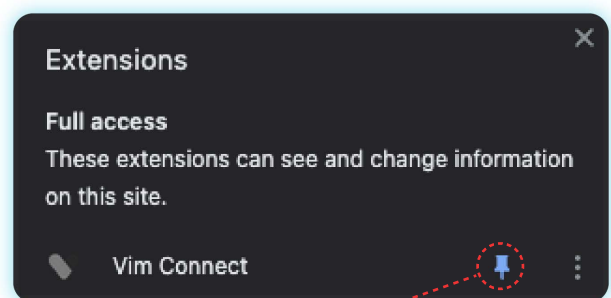 Extensions
Full access
These extensions can see and change information
on this site.
Vim Connect